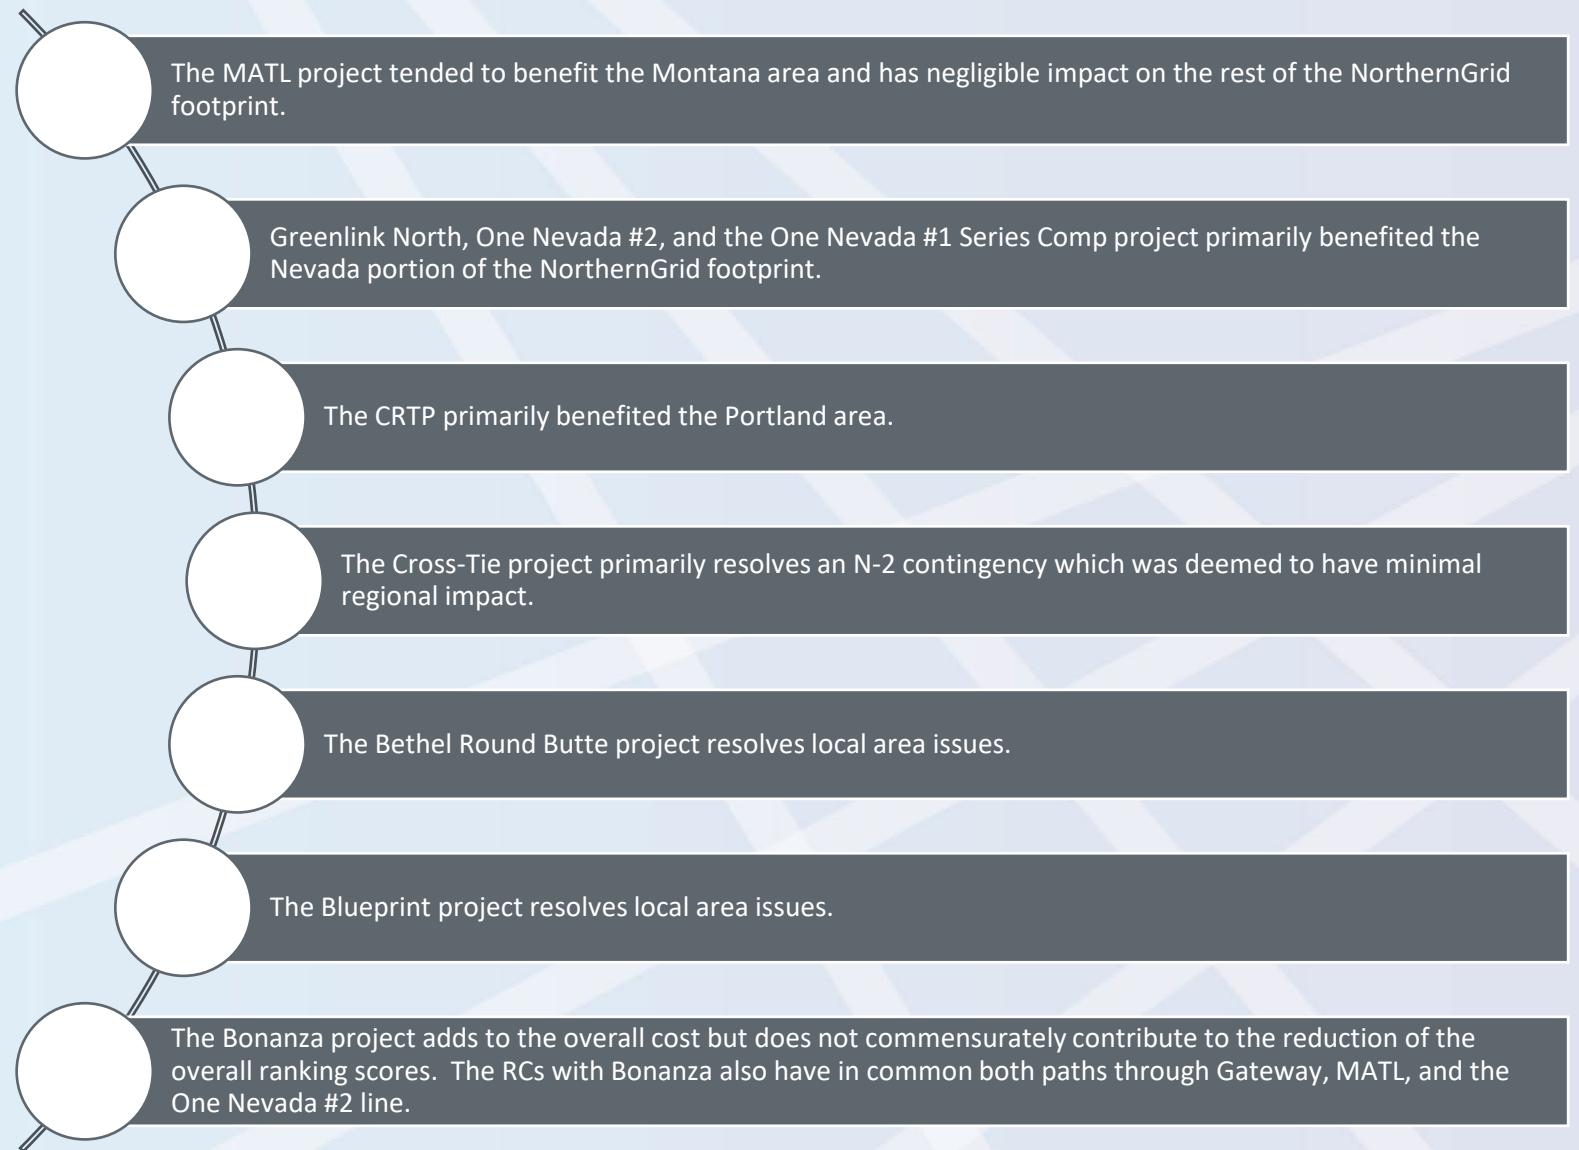 The MATL project tended to benefit the Montana area and has negligible impact on the rest of the NorthernGrid
footprint.
Greenlink North, One Nevada #2, and the One Nevada #1 Series Comp project primarily benefited the
Nevada portion of the NorthernGrid footprint.
The CRTP primarily benefited the Portland area.
The Cross-Tie project primarily resolves an N-2 contingency which was deemed to have minimal
regional impact.
The Bethel Round Butte project resolves local area issues.
The Blueprint project resolves local area issues.
The Bonanza project adds to the overall cost but does not commensurately contribute to the reduction of the
overall ranking scores.  The RCs with Bonanza also have in common both paths through Gateway, MATL, and the
One Nevada #2 line.